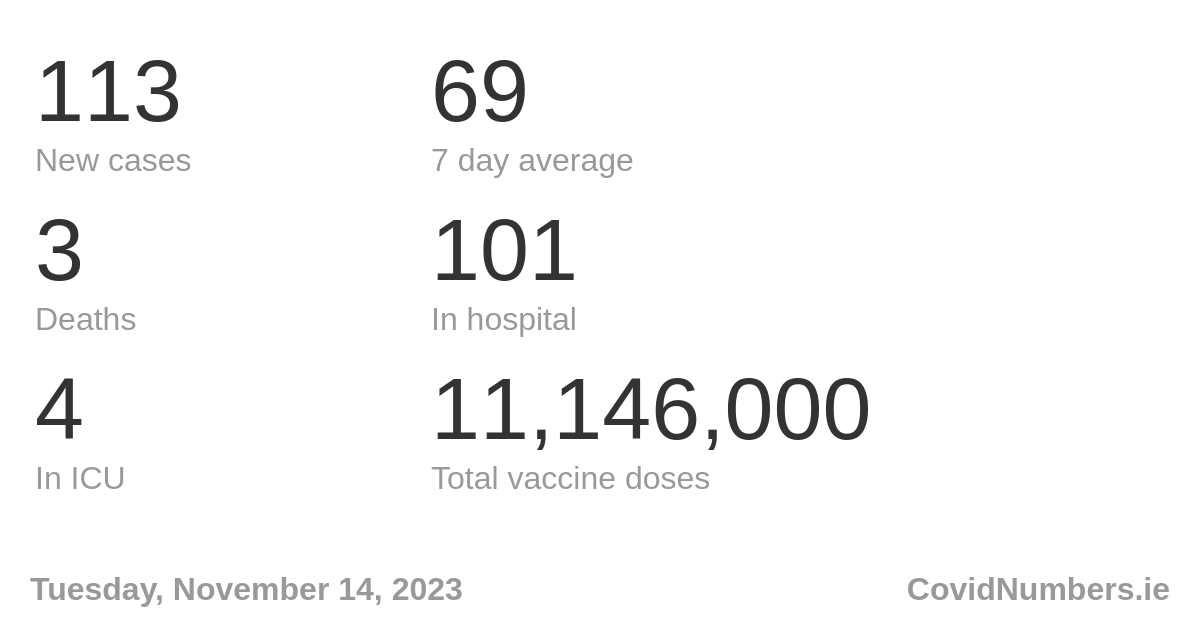 113 69
New cases 7 day average
3 101
Deaths In hospital
4 11,146,000
In ICU Total vaccine doses
Tuesday, November 14, 2023 CovidNumbers.ie